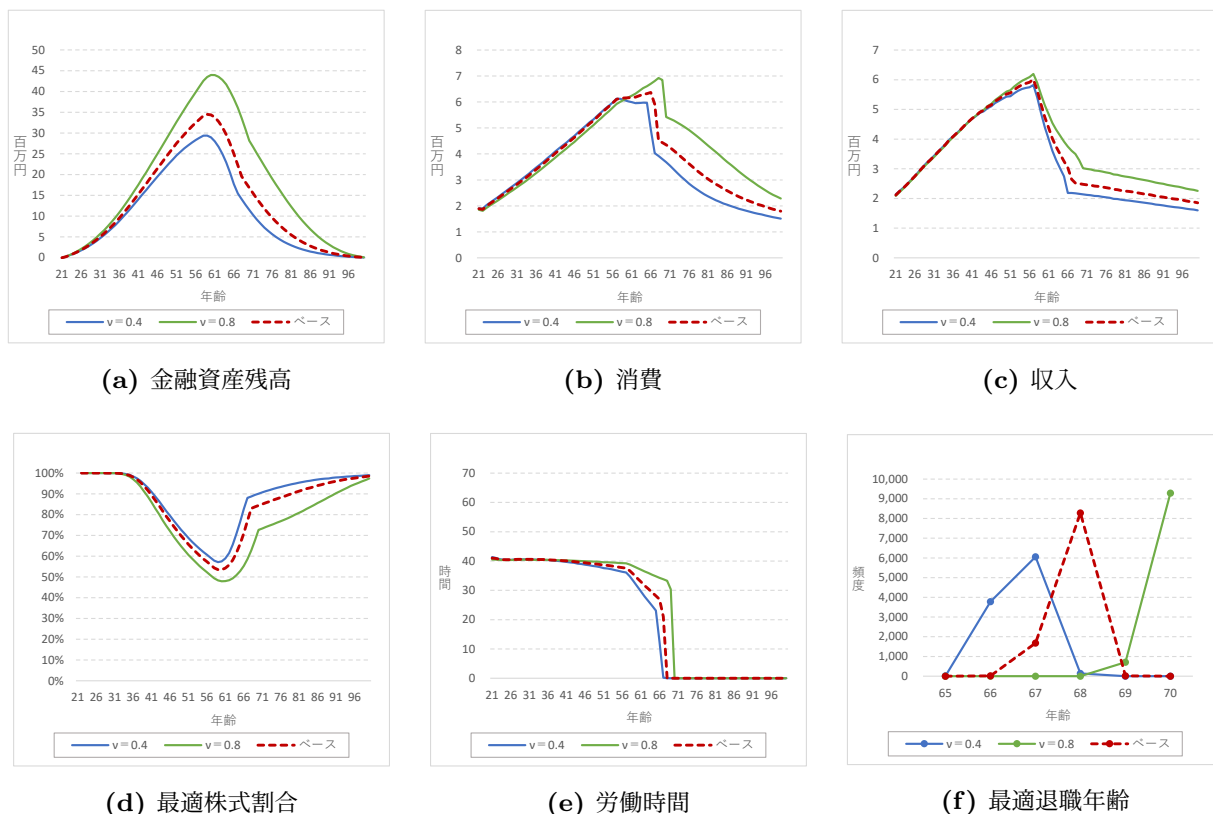 50
45
40
35
30
25
20
15
10
5
0
百万円
21 26 31 36 41 46 51 56 61 66 71 76 81 86 91 96
年齢
ν＝0.4 ν＝0.8 ベース
(a) 金融資産残高
8
7
6
5
4
3
2
1
0
百万円
21 26 31 36 41 46 51 56 61 66 71 76 81 86 91 96
年齢
ν＝0.4 ν＝0.8 ベース
(b) 消費
7
6
5
4
3
2
1
0
百万円
21 26 31 36 41 46 51 56 61 66 71 76 81 86 91 96
年齢
ν＝0.4 ν＝0.8 ベース
(c) 収入
100%
90%
80%
70%
60%
50%
40%
30%
20%
10%
0%
21 26 31 36 41 46 51 56 61 66 71 76 81 86 91 96
年齢
ν＝0.4 ν＝0.8 ベース
(d) 最適株式割合
70
60
50
40
30
20
10
0
時間
21 26 31 36 41 46 51 56 61 66 71 76 81 86 91 96
年齢
ν＝0.4 ν＝0.8 ベース
(e) 労働時間
10,000
9,000
8,000
7,000
6,000
5,000
4,000
3,000
2,000
1,000
0
頻度
65 66 67 68 69 70
年齢
ν＝0.4 ν＝0.8 ベース
(f) 最適退職年齢